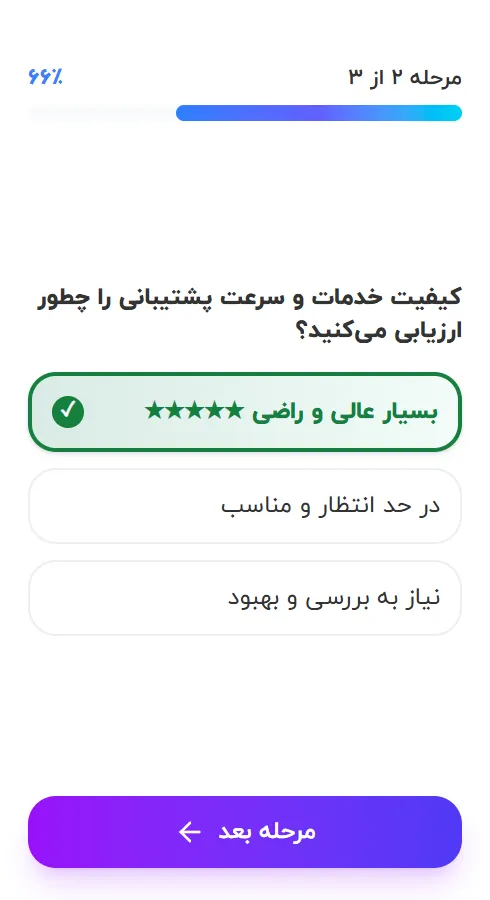 مرحله ۲ از ۳
۶۶٪
کیفیت خدمات و سرعت پشتیبانی را چطور
ارزیابی می‌کنید؟
بسیار عالی و راضی ★★★★★
در حد انتظار و مناسب
نیاز به بررسی و بهبود
مرحله بعد ←